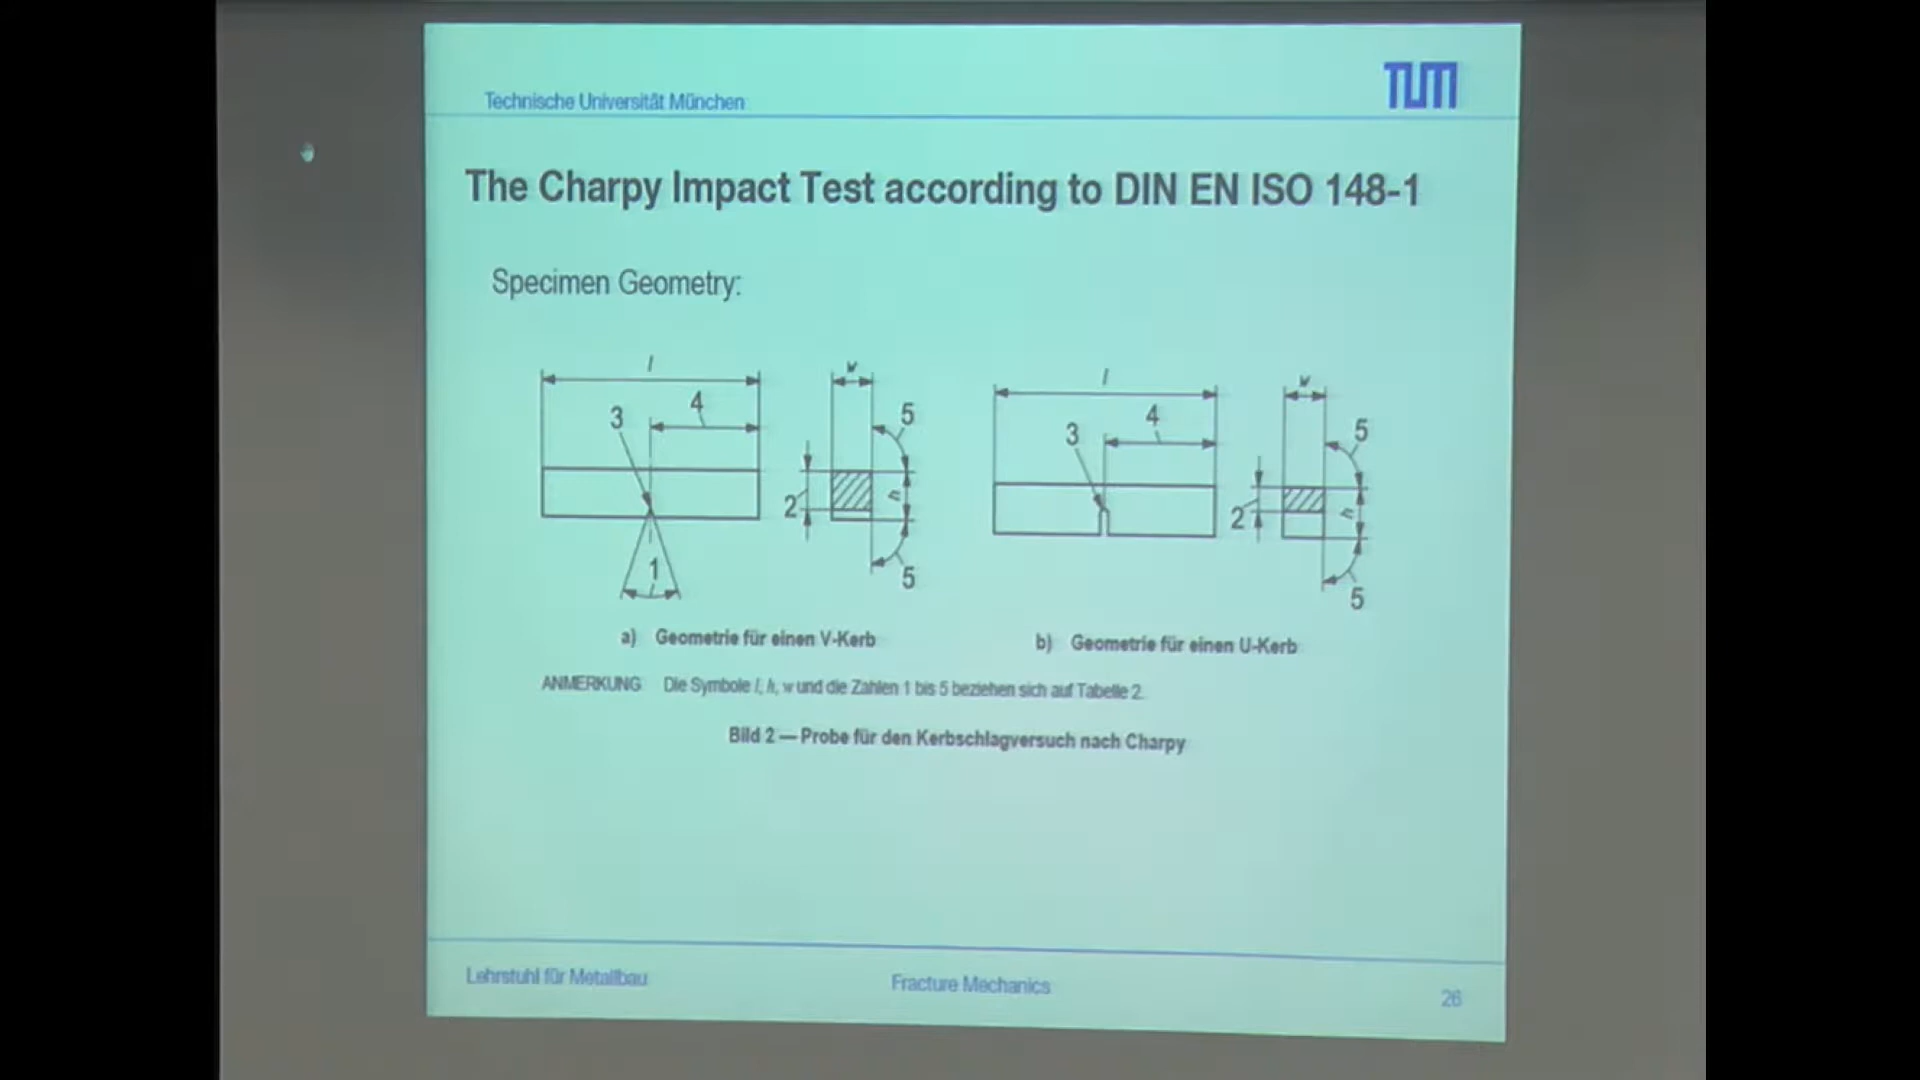 Technische Universität München
TUM
The Charpy Impact Test according to DIN EN ISO 148-1
Specimen Geometry:
l
4
3
1
w
5
2
h
5
l
4
3
w
5
2
h
5
a) Geometrie für einen V-Kerb
b) Geometrie für einen U-Kerb
ANMERKUNG Die Symbole l, h, w und die Zahlen 1 bis 5 beziehen sich auf Tabelle 2.
Bild 2 — Probe für den Kerbschlagversuch nach Charpy
Lehrstuhl für Metallbau
Fracture Mechanics
26